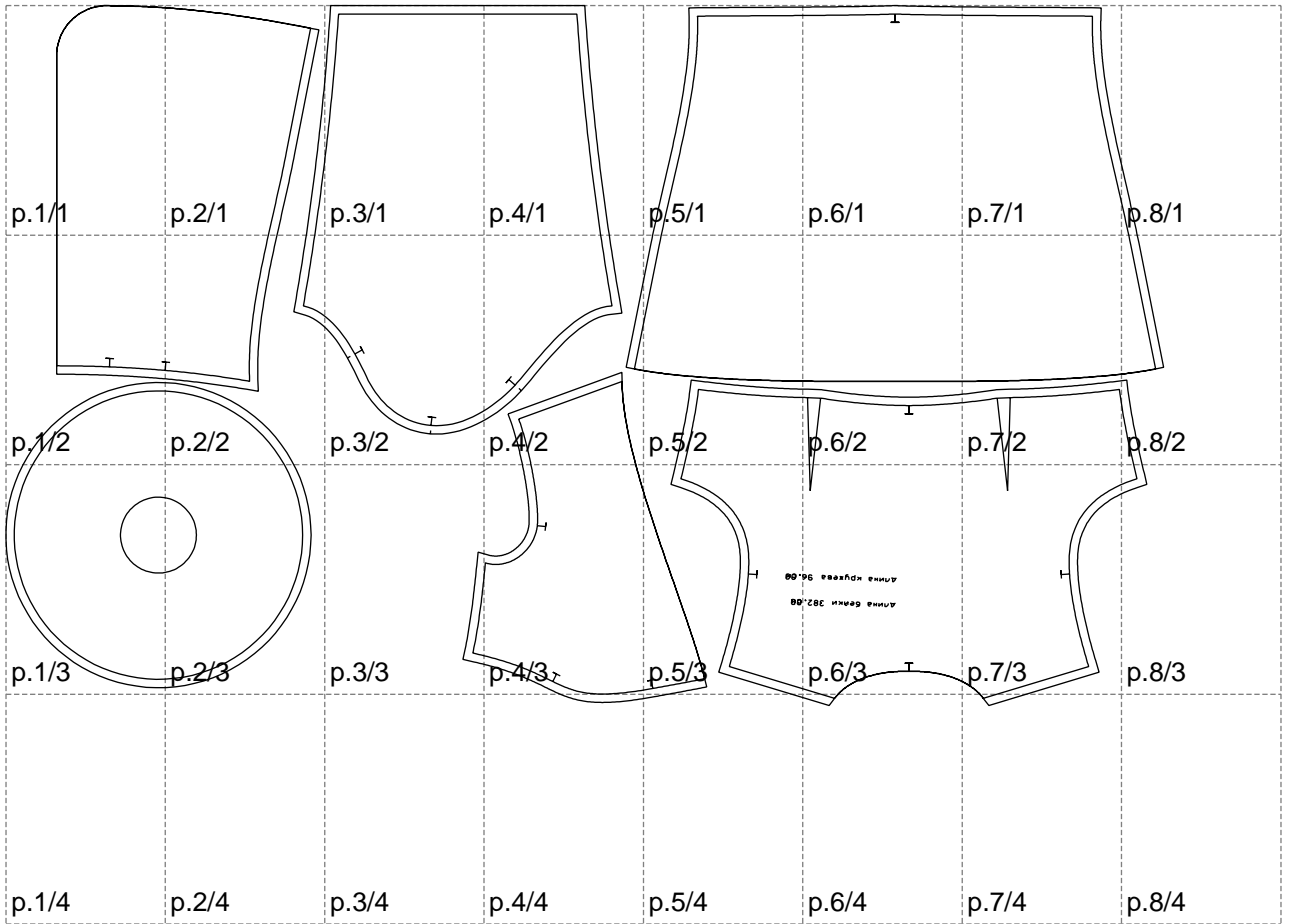 p.1/1 p.2/1 p.3/1 p.4/1 p.5/1 p.6/1 p.7/1 p.8/1
p.1/2 p.2/2 p.3/2 p.4/2 p.5/2 p.6/2 p.7/2 p.8/2
длина кружева 96.00
длина бейки 382.00
p.1/3 p.2/3 p.3/3 p.4/3 p.5/3 p.6/3 p.7/3 p.8/3
p.1/4 p.2/4 p.3/4 p.4/4 p.5/4 p.6/4 p.7/4 p.8/4